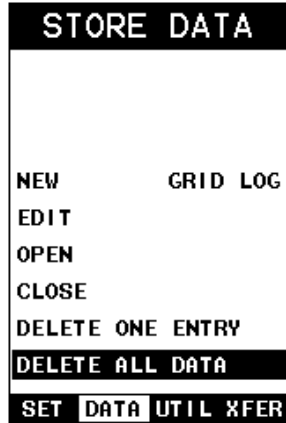 STORE DATA
NEW GRID LOG
EDIT
OPEN
CLOSE
DELETE ONE ENTRY
DELETE ALL DATA
SET DATA UTIL XFER